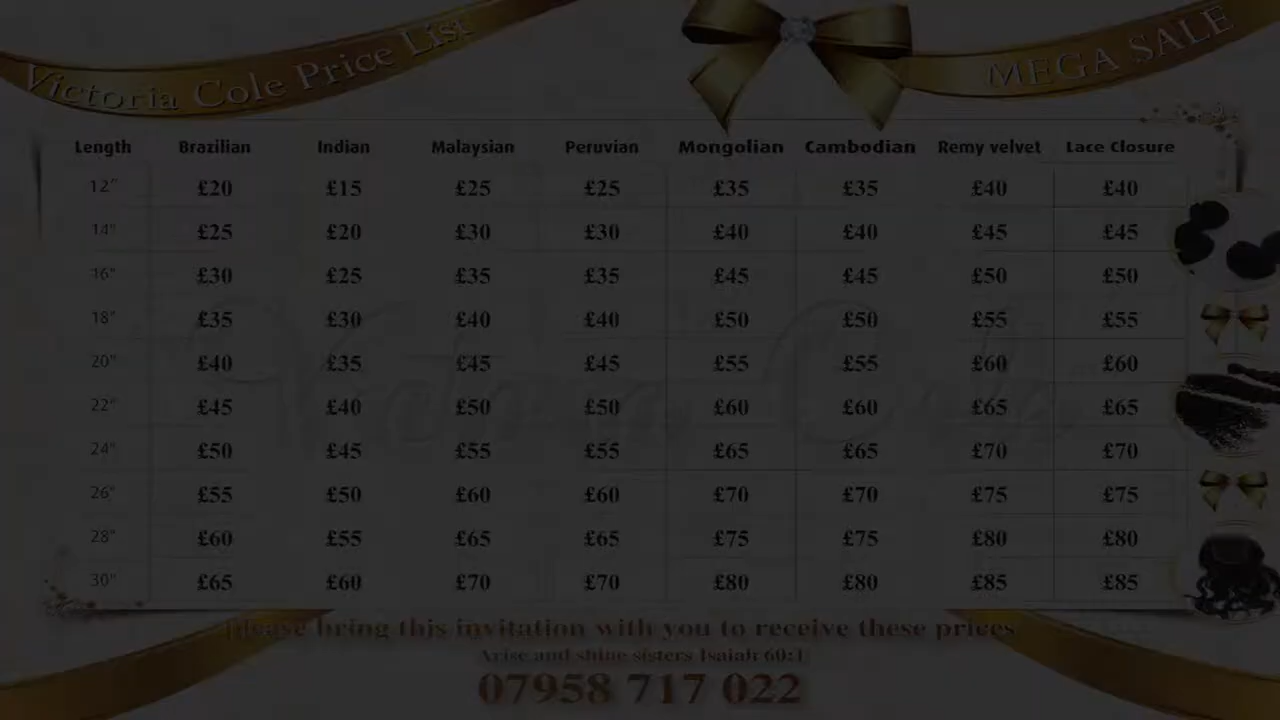 Victoria Cole Price List
MEGA SALE
Length Brazilian Indian Malaysian Peruvian Mongolian Cambodian Remy velvet Lace Closure
12" £20 £15 £25 £25 £35 £35 £40 £40
14" £25 £20 £30 £30 £40 £40 £45 £45
16" £30 £25 £35 £35 £45 £45 £50 £50
18" £35 £30 £40 £40 £50 £50 £55 £55
20" £40 £35 £45 £45 £55 £55 £60 £60
22" £45 £40 £50 £50 £60 £60 £65 £65
24" £50 £45 £55 £55 £65 £65 £70 £70
26" £55 £50 £60 £60 £70 £70 £75 £75
28" £60 £55 £65 £65 £75 £75 £80 £80
30" £65 £60 £70 £70 £80 £80 £85 £85
Victoria Cole
please bring this invitation with you to receive these prices
Arise and shine sisters Isaiah 60:1
07958 717 022